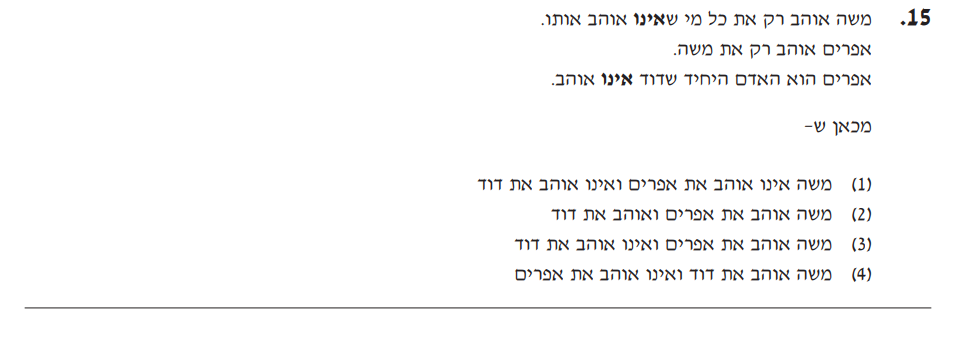 15. משה אוהב רק את כל מי שאינו אוהב אותו.
אפרים אוהב רק את משה.
אפרים הוא האדם היחיד שדוד אינו אוהב.
מכאן ש-
(1) משה אינו אוהב את אפרים ואינו אוהב את דוד
(2) משה אוהב את אפרים ואוהב את דוד
(3) משה אוהב את אפרים ואינו אוהב את דוד
(4) משה אוהב את דוד ואינו אוהב את אפרים